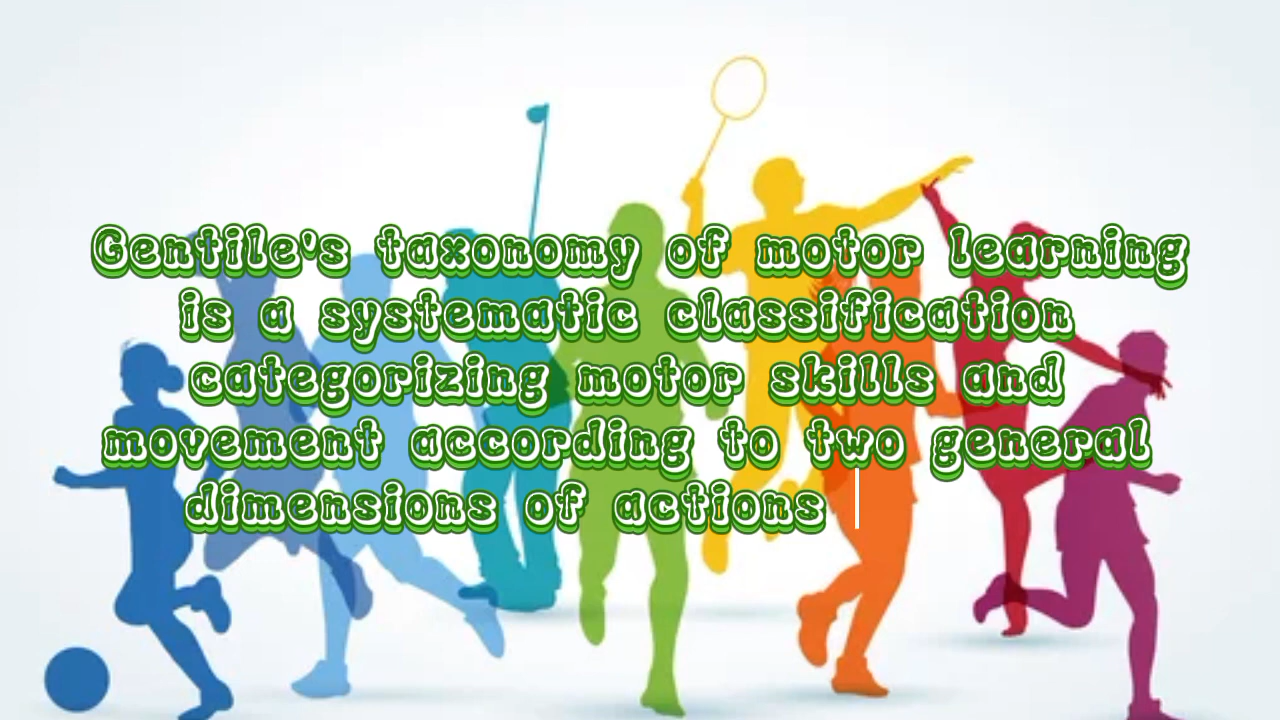 Gentile's taxonomy of motor learning
is a systematic classification
categorizing motor skills and
movement according to two general
dimensions of actions